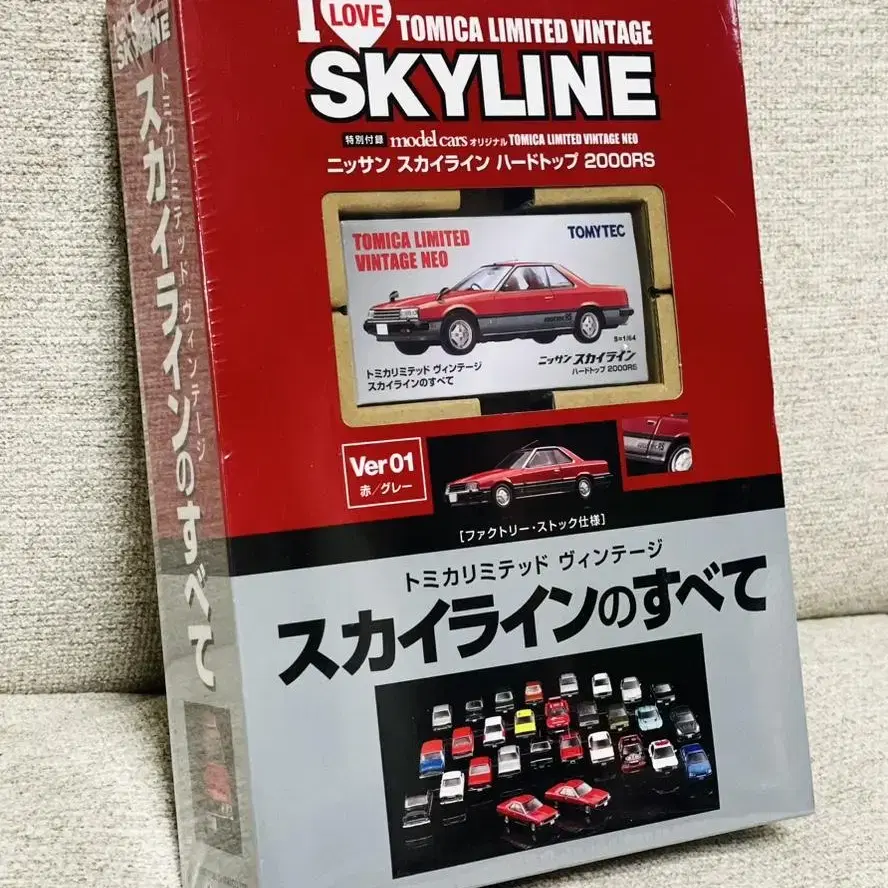 I LOVE TOMICA LIMITED VINTAGE
SKYLINE
特別付録 model cars オリジナル TOMICA LIMITED VINTAGE NEO
ニッサン スカイライン ハードトップ 2000RS
TOMICA LIMITED
VINTAGE NEO
TOMYTEC
S=1/64
トミカリミテッド ヴィンテージ
スカイラインのすべて
ニッサン スカイライン
ハードトップ 2000RS
Ver 01
赤／グレー
[ファクトリー・ストック仕様]
トミカリミテッド ヴィンテージ
スカイラインのすべて
SKYLINE
トミカリミテッド ヴィンテージ
スカイラインのすべて